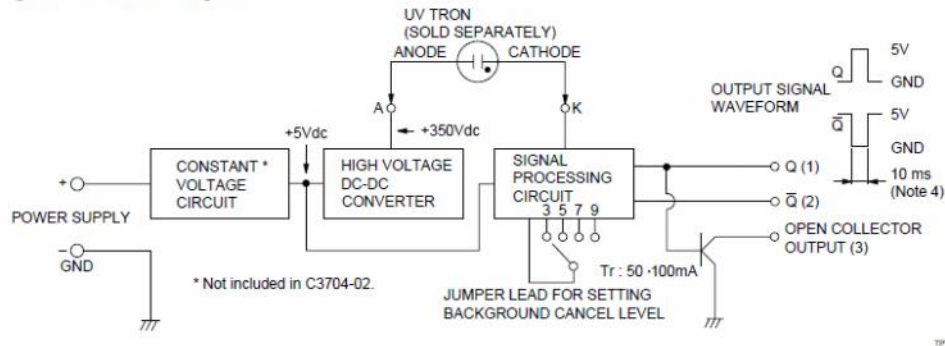 UV TRON
(SOLD SEPARATELY)
ANODE
CATHODE
A
K
+5Vdc
+350Vdc
CONSTANT *
VOLTAGE
CIRCUIT
HIGH VOLTAGE
DC-DC
CONVERTER
SIGNAL
PROCESSING
CIRCUIT
3 5 7 9
+
POWER SUPPLY
−
GND
* Not included in C3704-02.
JUMPER LEAD FOR SETTING
BACKGROUND CANCEL LEVEL
Tr : 50 ·100mA
OUTPUT SIGNAL
WAVEFORM
Q
5V
GND
Q̅
5V
GND
10 ms
(Note 4)
Q (1)
Q̅ (2)
OPEN COLLECTOR
OUTPUT (3)